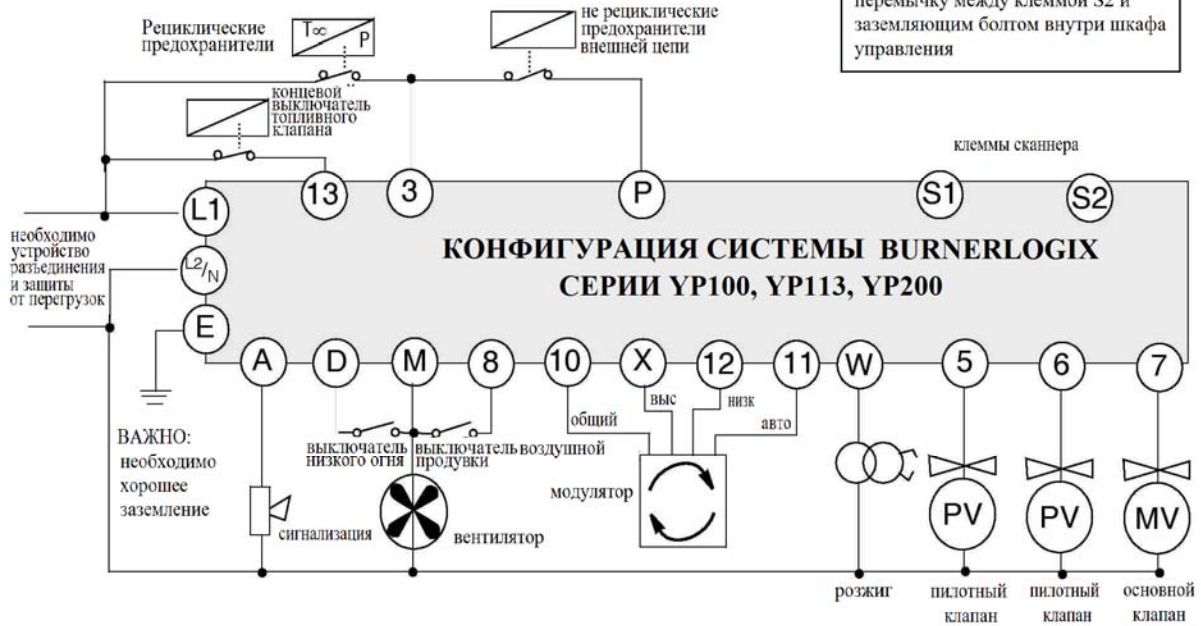 Рециклические
предохранители
T∞
P
не рециклические
предохранители
внешней цепи
перемычку между клеммой S2 и
заземляющим болтом внутри шкафа
управления
концевой
выключатель
топливного
клапана
клеммы сканнера
13
3
P
S1
S2
L1
L2/N
E
необходимо
устройство
разъединения
и защиты
от перегрузок
КОНФИГУРАЦИЯ СИСТЕМЫ BURNERLOGIX
СЕРИИ YP100, YP113, YP200
A
D
M
8
10
X
12
11
W
5
6
7
ВАЖНО:
необходимо
хорошее
заземление
выключатель
низкого огня
выключатель воздушной
продувки
общий
выс
низк
авто
модулятор
сигнализация
вентилятор
PV
PV
MV
розжиг
пилотный
клапан
пилотный
клапан
основной
клапан